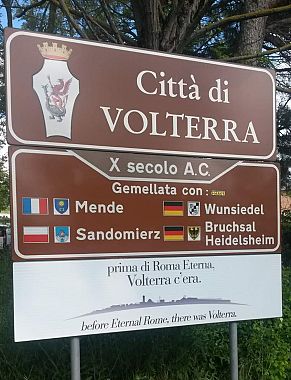 Città di
VOLTERRA
X secolo A.C.
Gemellata con :
Mende
Wunsiedel
Sandomierz
Bruchsal
Heidelsheim
prima di Roma Eterna,
Volterra c'era.
before Eternal Rome, there was Volterra.